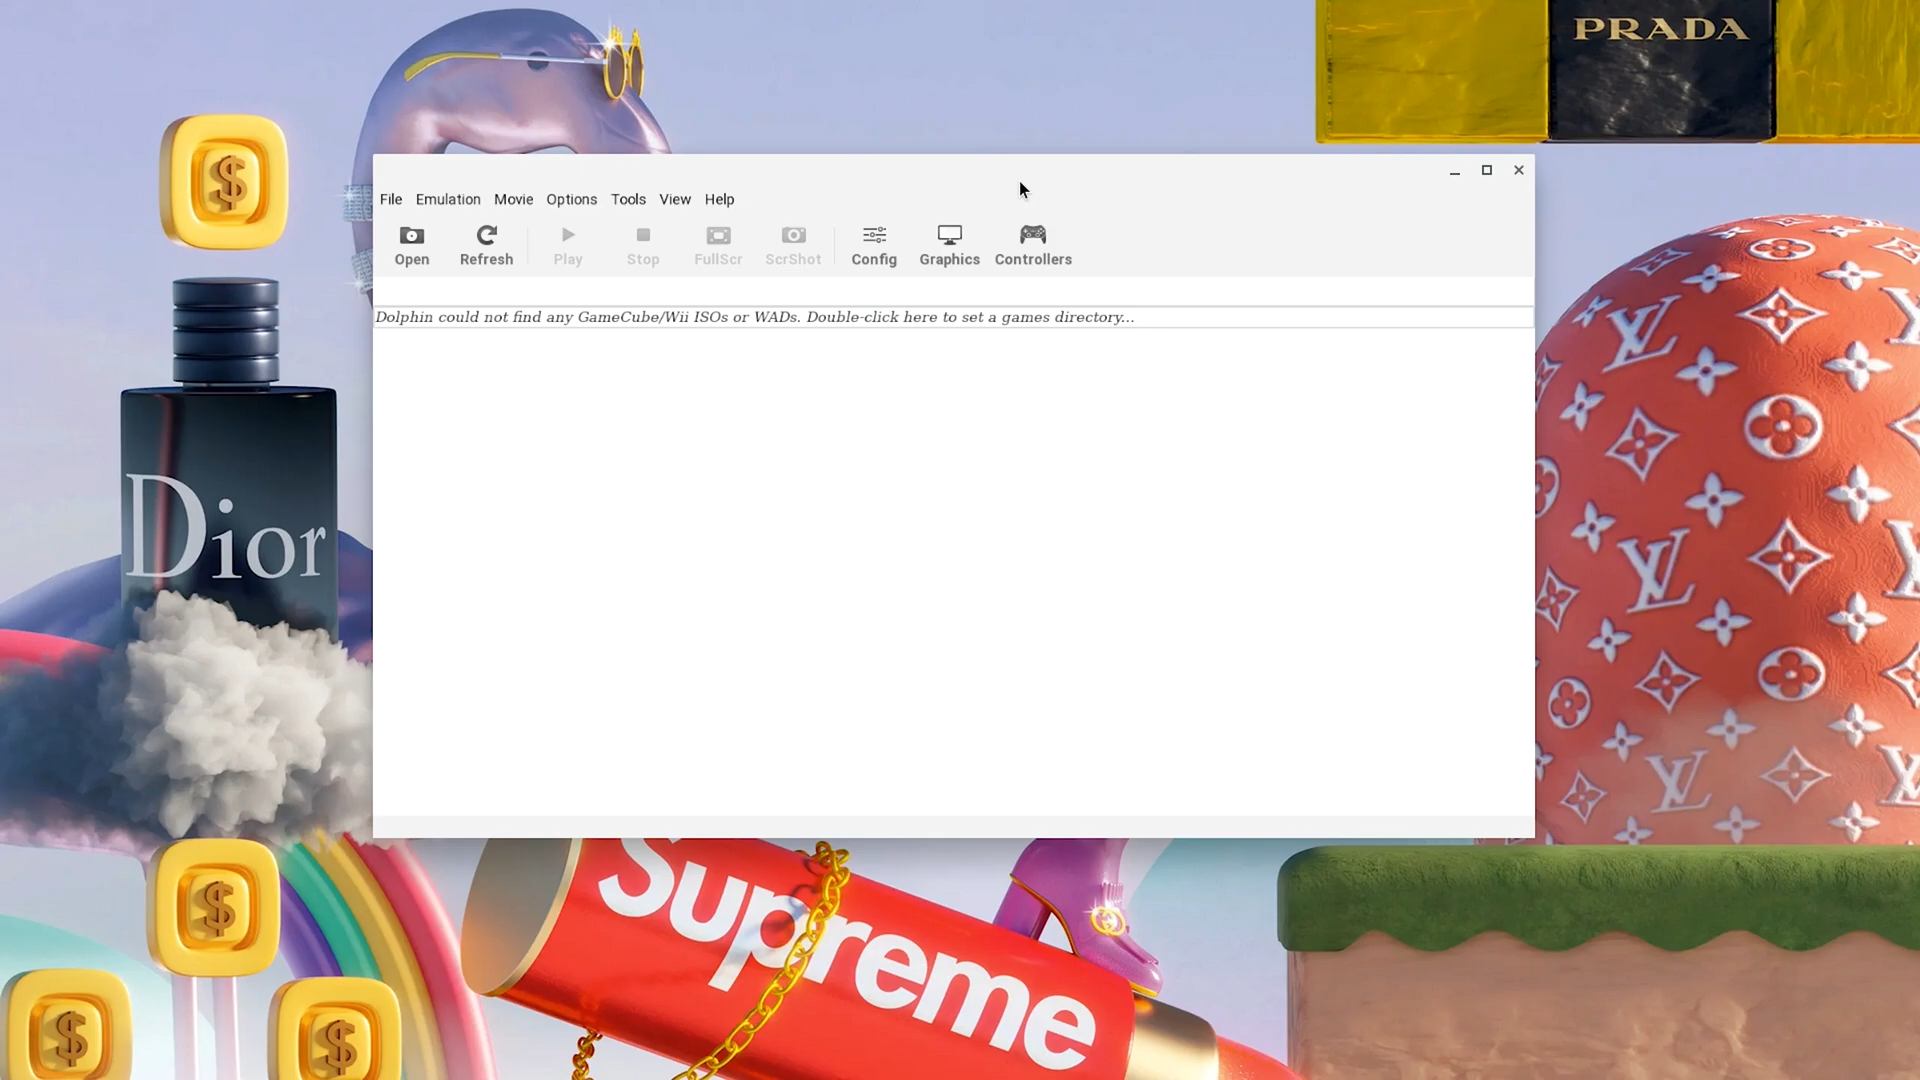 PRADA
File Emulation Movie Options Tools View Help
Open Refresh Play Stop FullScr ScrShot Config Graphics Controllers
Dolphin could not find any GameCube/Wii ISOs or WADs. Double-click here to set a games directory...
Dior
Supreme